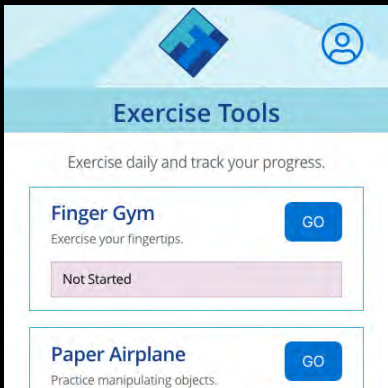 Exercise Tools
Exercise daily and track your progress.
Finger Gym
GO
Exercise your fingertips.
Not Started
Paper Airplane
GO
Practice manipulating objects.